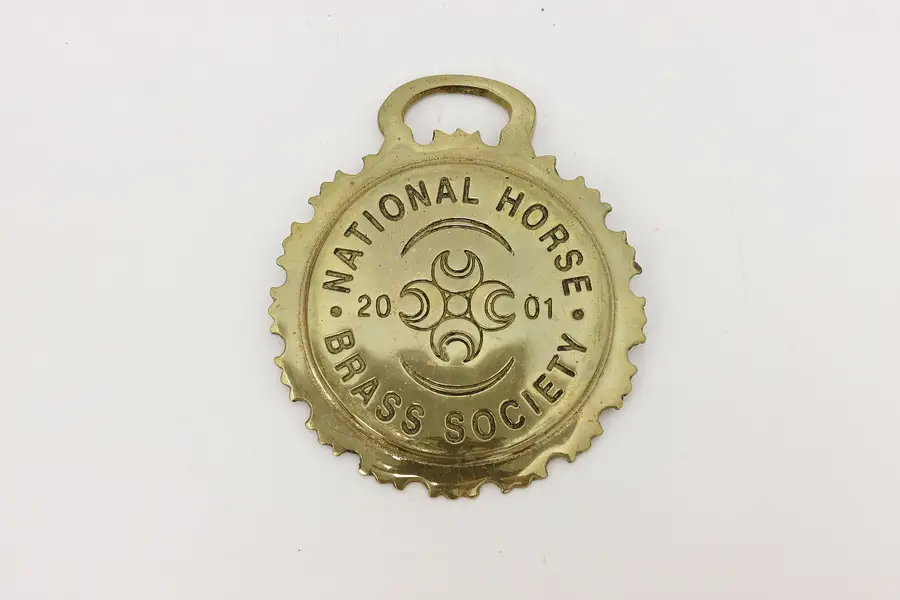 NATIONAL HORSE
20 01
• BRASS SOCIETY •